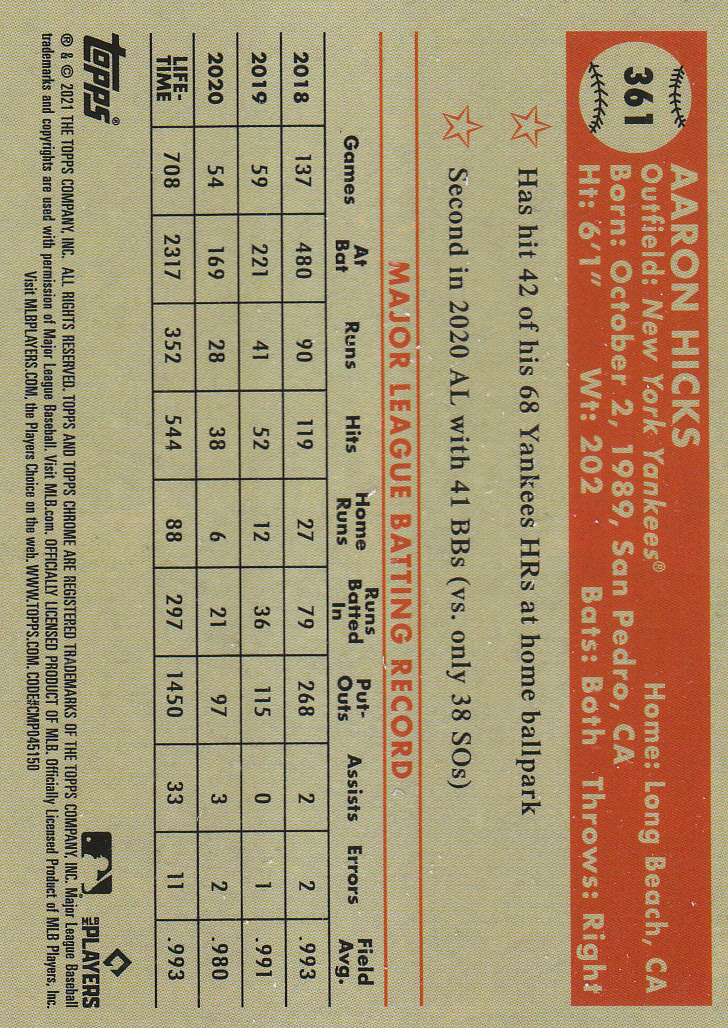 361
AARON HICKS
Outfield: New York Yankees® Home: Long Beach, CA
Born: October 2, 1989, San Pedro, CA
Ht: 6'1" Wt: 202 Bats: Both Throws: Right
Has hit 42 of his 68 Yankees HRs at home ballpark
Second in 2020 AL with 41 BBs (vs. only 38 SOs)
MAJOR LEAGUE BATTING RECORD
Games At Bat Runs Hits Home Runs Runs Batted In Put-Outs Assists Errors Field Avg.
2018 137 480 90 119 27 79 268 2 2 .993
2019 59 221 41 52 12 36 115 0 1 .991
2020 54 169 28 38 6 21 97 3 2 .980
LIFE-TIME 708 2317 352 544 88 297 1450 33 11 .993
topps®
MLB PLAYERS
® & © 2021 THE TOPPS COMPANY, INC. ALL RIGHTS RESERVED. TOPPS AND TOPPS CHROME ARE REGISTERED TRADEMARKS OF THE TOPPS COMPANY, INC. Major League Baseball
trademarks and copyrights are used with permission of Major League Baseball. Visit MLB.com. OFFICIALLY LICENSED PRODUCT OF MLB. Officially Licensed Product of MLB Players, Inc.
Visit MLBPLAYERS.COM, the Players Choice on the web. WWW.TOPPS.COM. CODE#CMP045150